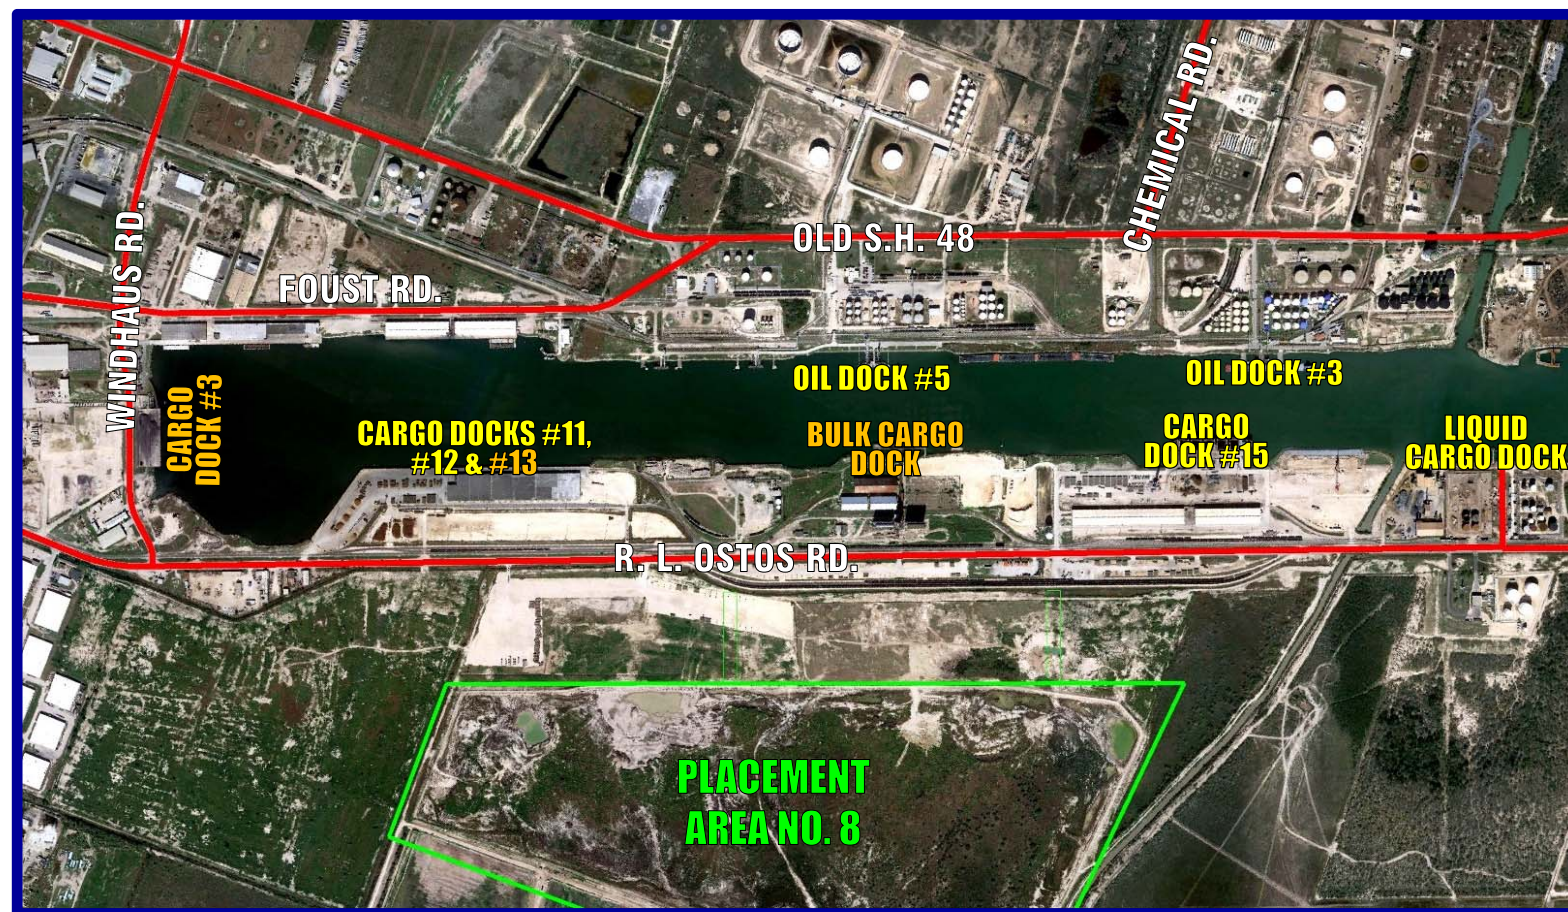 CHEMICAL RD.
WINDHAUS RD.
OLD S.H. 48
FOUST RD.
OIL DOCK #5
OIL DOCK #3
CARGO
DOCK #3
CARGO DOCKS #11,
#12 & #13
BULK CARGO
DOCK
CARGO
DOCK #15
LIQUID
CARGO DOCK
R. L. OSTOS RD.
PLACEMENT
AREA NO. 8